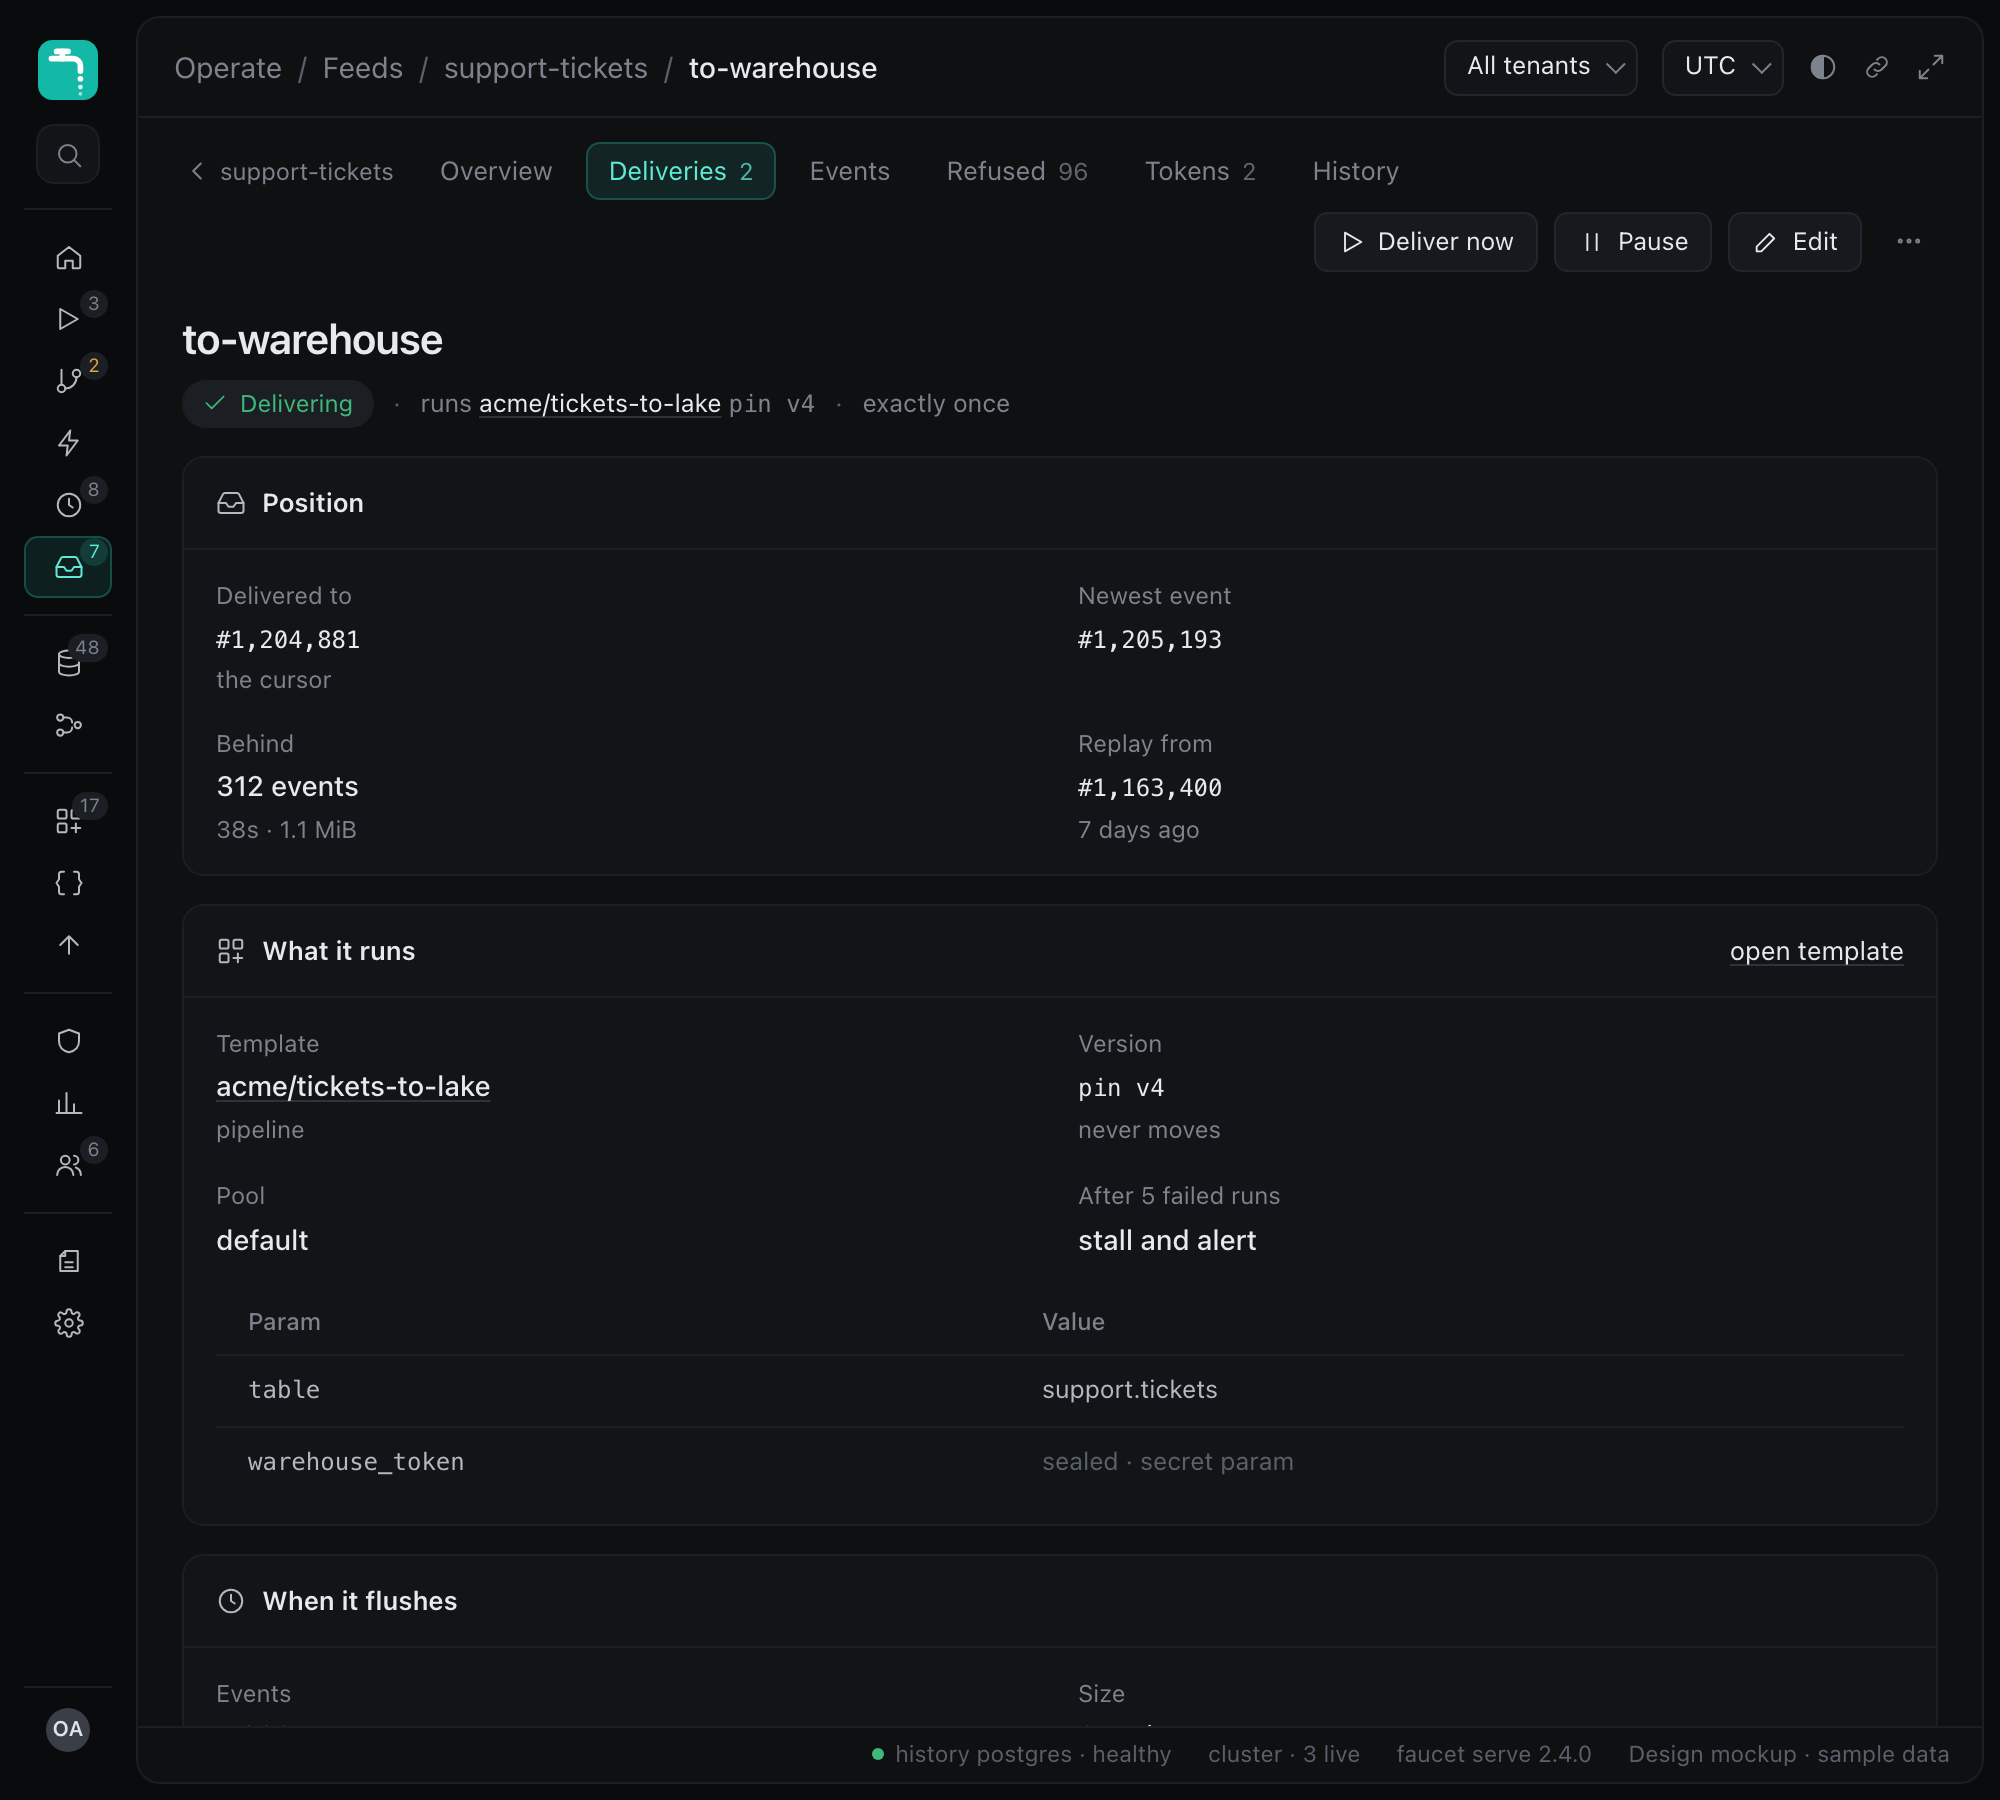 Operate / Feeds / support-tickets / to-warehouse
All tenants
UTC
support-tickets
Overview
Deliveries 2
Events
Refused 96
Tokens 2
History
Deliver now
Pause
Edit
3
2
8
7
48
17
6
OA
to-warehouse
Delivering · runs acme/tickets-to-lake pin v4 · exactly once
Position
Delivered to
#1,204,881
the cursor
Newest event
#1,205,193
Behind
312 events
38s · 1.1 MiB
Replay from
#1,163,400
7 days ago
What it runs
open template
Template
acme/tickets-to-lake
pipeline
Version
pin v4
never moves
Pool
default
After 5 failed runs
stall and alert
Param Value
table support.tickets
warehouse_token sealed · secret param
When it flushes
Events
Size
history postgres · healthy
cluster · 3 live
faucet serve 2.4.0
Design mockup · sample data